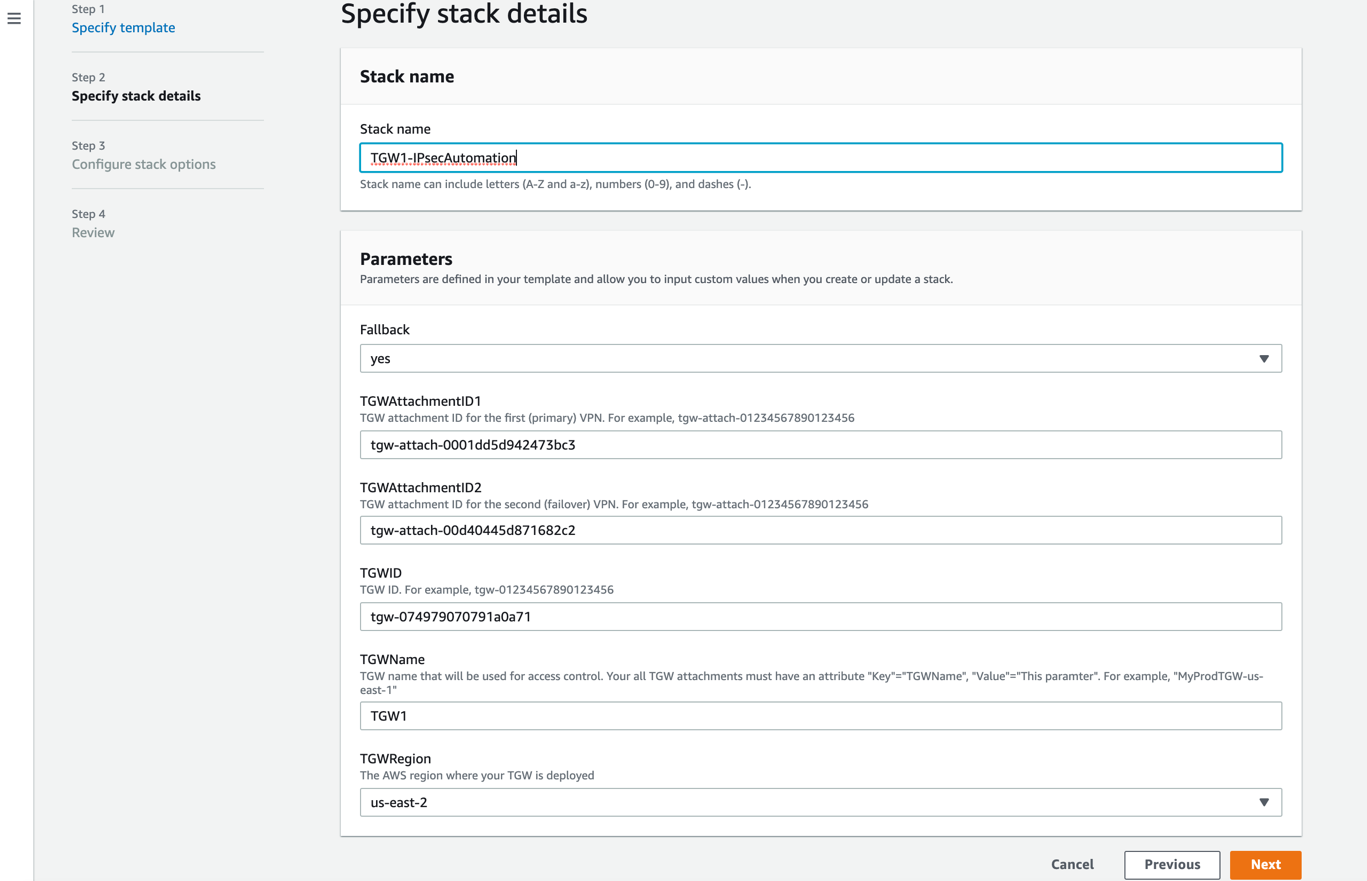 Step 1
Specify template
Step 2
Specify stack details
Step 3
Configure stack options
Step 4
Review
Specify stack details
Stack name
Stack name
TGW1-IPsecAutomation
Stack name can include letters (A-Z and a-z), numbers (0-9), and dashes (-).
Parameters
Parameters are defined in your template and allow you to input custom values when you create or update a stack.
Fallback
yes
TGWAttachmentID1
TGW attachment ID for the first (primary) VPN. For example, tgw-attach-01234567890123456
tgw-attach-0001dd5d942473bc3
TGWAttachmentID2
TGW attachment ID for the second (failover) VPN. For example, tgw-attach-01234567890123456
tgw-attach-00d40445d871682c2
TGWID
TGW ID. For example, tgw-01234567890123456
tgw-074979070791a0a71
TGWName
TGW name that will be used for access control. Your all TGW attachments must have an attribute "Key"="TGWName", "Value"="This paramter". For example, "MyProdTGW-us-
east-1"
TGW1
TGWRegion
The AWS region where your TGW is deployed
us-east-2
Cancel
Previous
Next